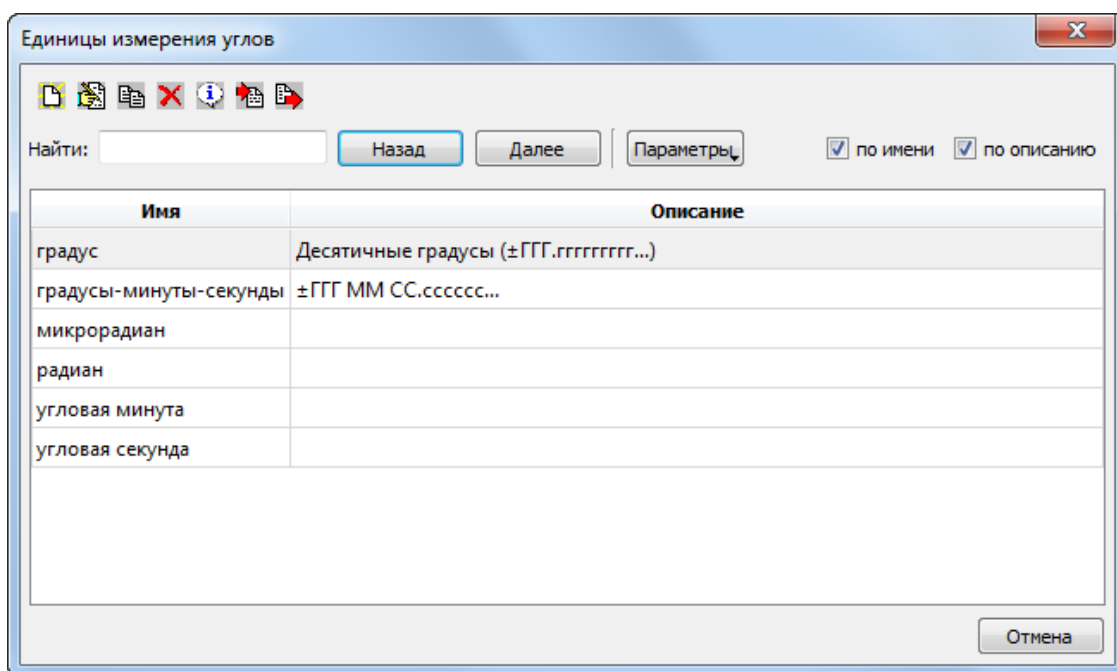 Единицы измерения углов
Найти: Назад Далее Параметры по имени по описанию
Имя Описание
градус Десятичные градусы (±ГГГ.ггггггггг...)
градусы-минуты-секунды ±ГГГ ММ СС.сссссс...
микрорадиан
радиан
угловая минута
угловая секунда
Отмена